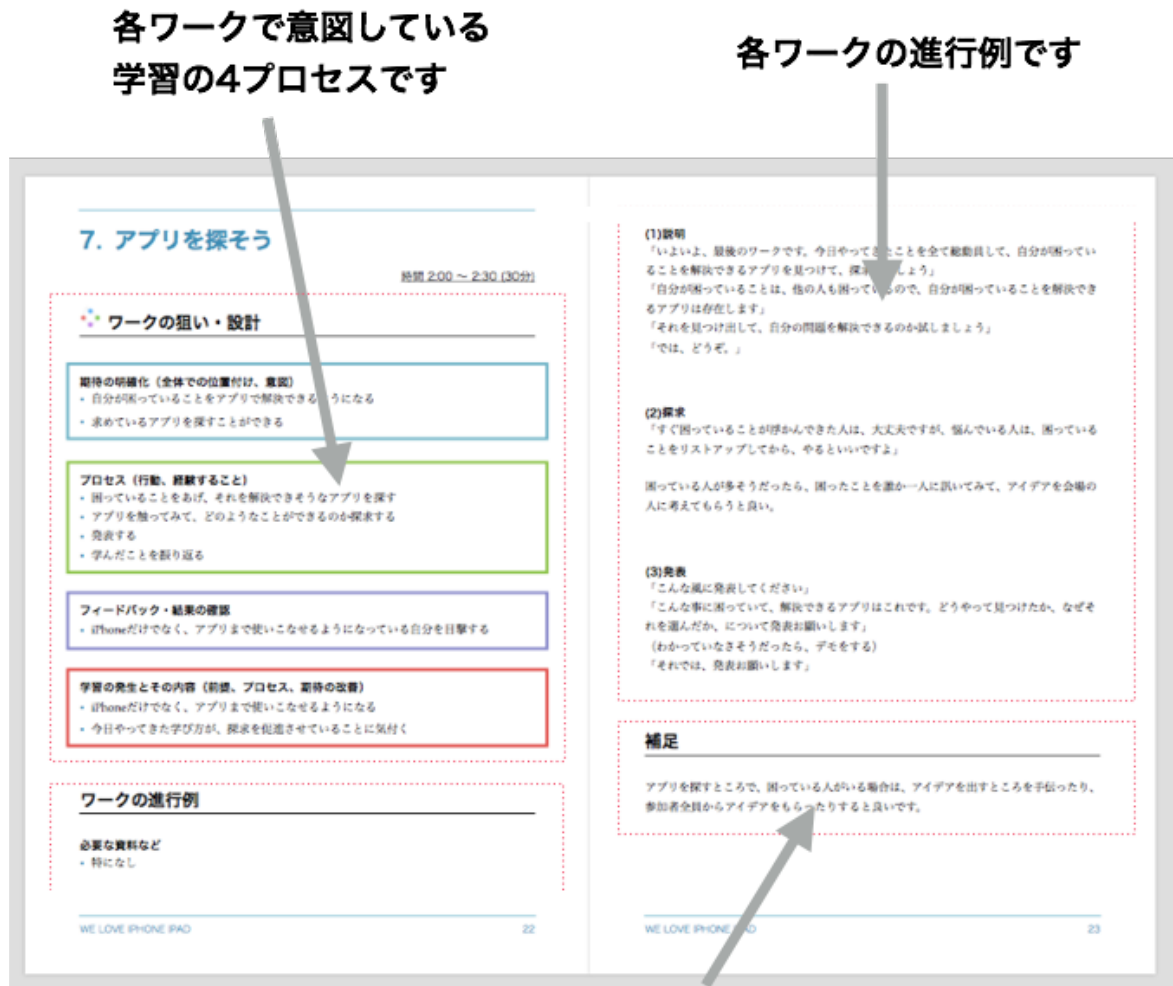 各ワークで意図している
学習の4プロセスです
各ワークの進行例です
7. アプリを探そう
時間 2:00 〜 2:30 (30分)
ワークの狙い・設計
期待の明確化（全体での位置付け、意図）
• 自分が困っていることをアプリで解決できるようになる
• 求めているアプリを探すことができる
プロセス（行動、経験すること）
• 困っていることをあげ、それを解決できそうなアプリを探す
• アプリを触ってみて、どのようなことができるのか探求する
• 発表する
• 学んだことを振り返る
フィードバック・結果の確認
• iPhoneだけでなく、アプリまで使いこなせるようになっている自分を目撃する
学習の発生とその内容（前提、プロセス、期待の改善）
• iPhoneだけでなく、アプリまで使いこなせるようになる
• 今日やってきた学び方が、探求を促進させていることに気付く
ワークの進行例
必要な資料など
• 特になし
WE LOVE IPHONE IPAD 22
(1)説明
「いよいよ、最後のワークです。今日やってきたことを全て総動員して、自分が困ってい
ることを解決できるアプリを見つけて、探求しましょう」
「自分が困っていることは、他の人も困っているので、自分が困っていることを解決でき
るアプリは存在します」
「それを見つけ出して、自分の問題を解決できるのか試しましょう」
「では、どうぞ。」
(2)探求
「すぐ困っていることが浮かんできた人は、大丈夫ですが、悩んでいる人は、困っている
ことをリストアップしてから、やるといいですよ」
困っている人が多そうだったら、困ったことを誰か一人に訊いてみて、アイデアを会場の
人に考えてもらうと良い。
(3)発表
「こんな風に発表してください」
「こんな事に困っていて、解決できるアプリはこれです。どうやって見つけたか、なぜそ
れを選んだか、について発表お願いします」
（わかっていなさそうだったら、デモをする）
「それでは、発表お願いします」
補足
アプリを探すところで、困っている人がいる場合は、アイデアを出すところを手伝ったり、
参加者全員からアイデアをもらったりすると良いです。
WE LOVE IPHONE IPAD 23